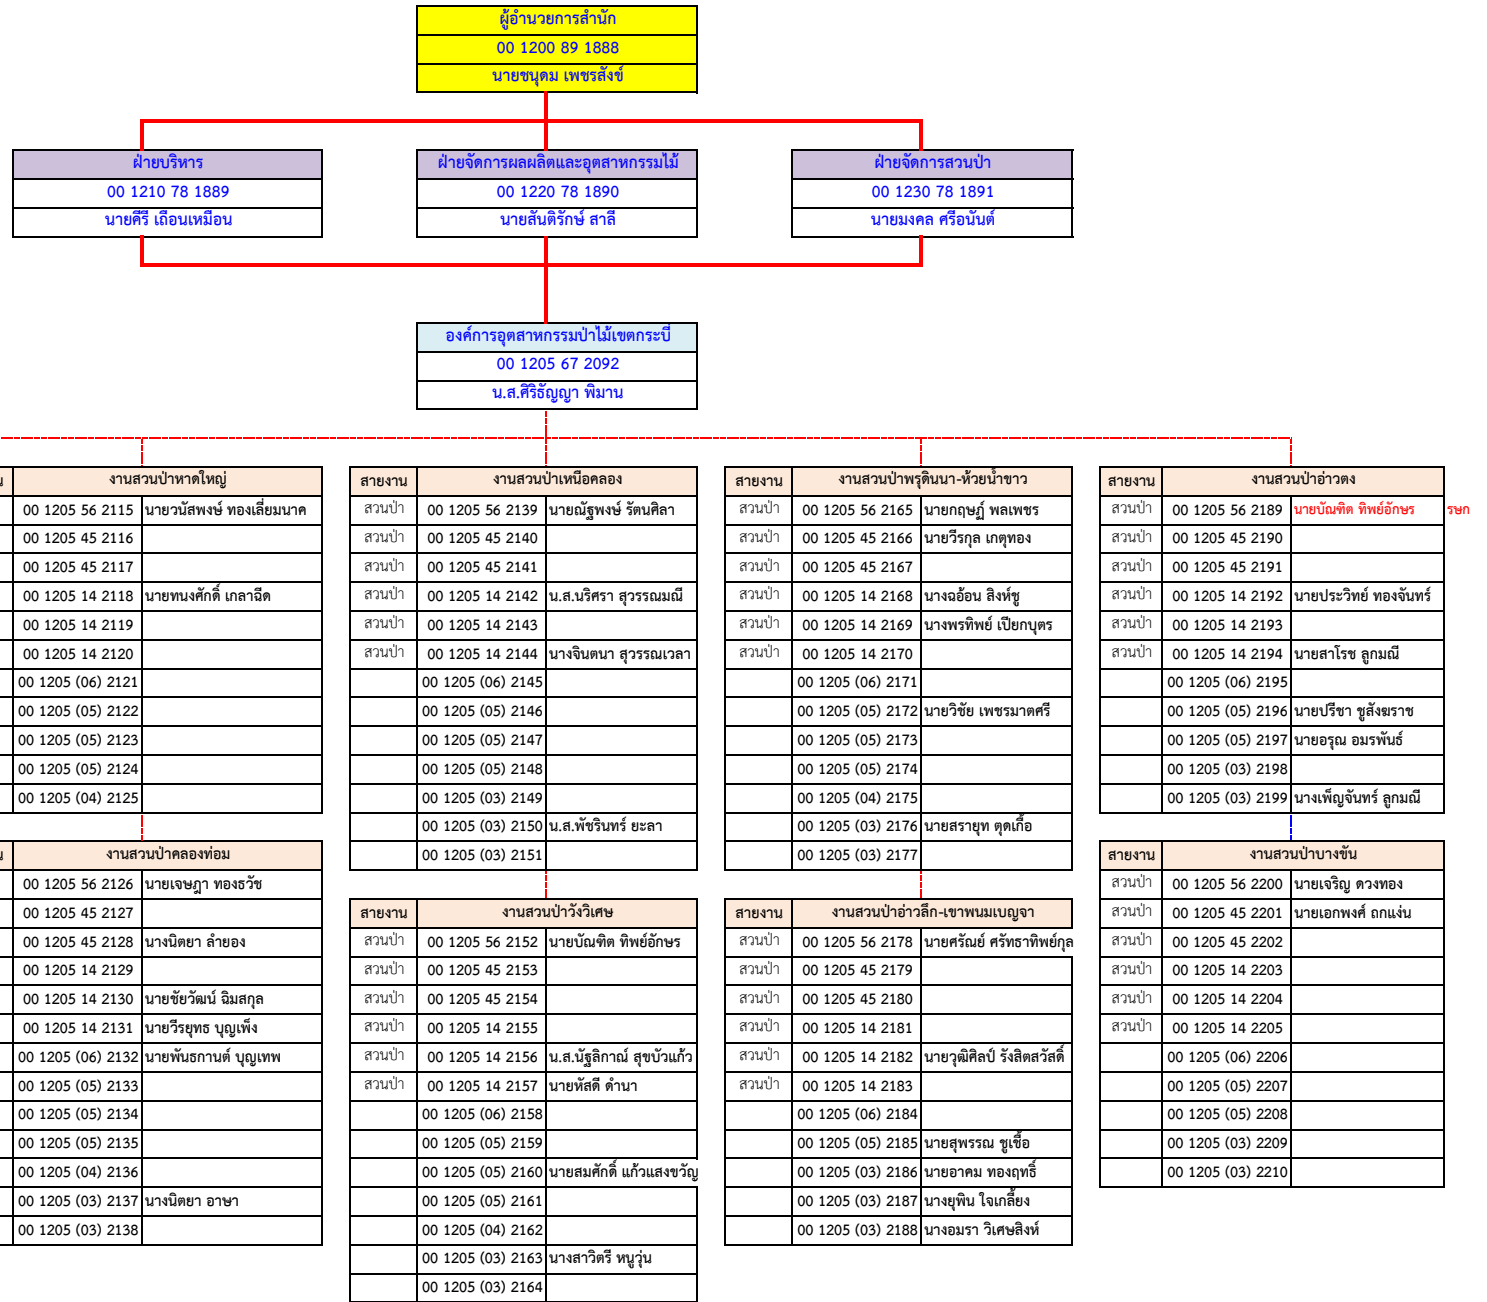 ผู้อำนวยการสำนัก
00 1200 89 1888
นายชนุดม เพชรสังข์
ฝ่ายบริหาร
00 1210 78 1889
นายคีรี เถือนเหมือน
ฝ่ายจัดการผลผลิตและอุตสาหกรรมไม้
00 1220 78 1890
นายสันติรักษ์ สาลี
ฝ่ายจัดการสวนป่า
00 1230 78 1891
นายมงคล ศรีอนันต์
องค์การอุตสาหกรรมป่าไม้เขตกระบี่
00 1205 67 2092
น.ส.ศิริธัญญา พิมาน
น งานสวนป่าหาดใหญ่
00 1205 56 2115 นายวนัสพงษ์ ทองเลี่ยมนาค
00 1205 45 2116
00 1205 45 2117
00 1205 14 2118 นายทนงศักดิ์ เกลาฉีด
00 1205 14 2119
00 1205 14 2120
00 1205 (06) 2121
00 1205 (05) 2122
00 1205 (05) 2123
00 1205 (05) 2124
00 1205 (04) 2125
น งานสวนป่าคลองท่อม
00 1205 56 2126 นายเจษฎา ทองธวัช
00 1205 45 2127
00 1205 45 2128 นางนิตยา ลำยอง
00 1205 14 2129
00 1205 14 2130 นายชัยวัฒน์ ฉิมสกุล
00 1205 14 2131 นายวีรยุทธ บุญเพ็ง
00 1205 (06) 2132 นายพันธกานต์ บุญเทพ
00 1205 (05) 2133
00 1205 (05) 2134
00 1205 (05) 2135
00 1205 (04) 2136
00 1205 (03) 2137 นางนิตยา อาษา
00 1205 (03) 2138
สายงาน งานสวนป่าเหนือคลอง
สวนป่า 00 1205 56 2139 นายณัฐพงษ์ รัตนศิลา
สวนป่า 00 1205 45 2140
สวนป่า 00 1205 45 2141
สวนป่า 00 1205 14 2142 น.ส.นริศรา สุวรรณมณี
สวนป่า 00 1205 14 2143
สวนป่า 00 1205 14 2144 นางจินตนา สุวรรณเวลา
00 1205 (06) 2145
00 1205 (05) 2146
00 1205 (05) 2147
00 1205 (05) 2148
00 1205 (03) 2149
00 1205 (03) 2150 น.ส.พัชรินทร์ ยะลา
00 1205 (03) 2151
สายงาน งานสวนป่าวังวิเศษ
สวนป่า 00 1205 56 2152 นายบัณฑิต ทิพย์อักษร
สวนป่า 00 1205 45 2153
สวนป่า 00 1205 45 2154
สวนป่า 00 1205 14 2155
สวนป่า 00 1205 14 2156 น.ส.นัฐลิกาณ์ สุขบัวแก้ว
สวนป่า 00 1205 14 2157 นายหัสดี ดำนา
00 1205 (06) 2158
00 1205 (05) 2159
00 1205 (05) 2160 นายสมศักดิ์ แก้วแสงขวัญ
00 1205 (05) 2161
00 1205 (04) 2162
00 1205 (03) 2163 นางสาวิตรี หนูวุ่น
00 1205 (03) 2164
สายงาน งานสวนป่าพรุดินนา-ห้วยน้ำขาว
สวนป่า 00 1205 56 2165 นายกฤษฎ์ พลเพชร
สวนป่า 00 1205 45 2166 นายวีรกุล เกตุทอง
สวนป่า 00 1205 45 2167
สวนป่า 00 1205 14 2168 นางฉอ้อน สิงห์ชู
สวนป่า 00 1205 14 2169 นางพรทิพย์ เปียกบุตร
สวนป่า 00 1205 14 2170
00 1205 (06) 2171
00 1205 (05) 2172 นายวิชัย เพชรมาตศรี
00 1205 (05) 2173
00 1205 (05) 2174
00 1205 (04) 2175
00 1205 (03) 2176 นายสรายุท ตุดเกื้อ
00 1205 (03) 2177
สายงาน งานสวนป่าอ่าวลึก-เขาพนมเบญจา
สวนป่า 00 1205 56 2178 นายศรัณย์ ศรัทธาทิพย์กุล
สวนป่า 00 1205 45 2179
สวนป่า 00 1205 45 2180
สวนป่า 00 1205 14 2181
สวนป่า 00 1205 14 2182 นายวุฒิศิลป์ รังสิตสวัสดิ์
สวนป่า 00 1205 14 2183
00 1205 (06) 2184
00 1205 (05) 2185 นายสุพรรณ ชูเชื้อ
00 1205 (03) 2186 นายอาคม ทองฤทธิ์
00 1205 (03) 2187 นางยุพิน ใจเกลี้ยง
00 1205 (03) 2188 นางอมรา วิเศษสิงห์
สายงาน งานสวนป่าอ่าวตง
สวนป่า 00 1205 56 2189 นายบัณฑิต ทิพย์อักษร รษก
สวนป่า 00 1205 45 2190
สวนป่า 00 1205 45 2191
สวนป่า 00 1205 14 2192 นายประวิทย์ ทองจันทร์
สวนป่า 00 1205 14 2193
สวนป่า 00 1205 14 2194 นายสาโรช ลูกมณี
00 1205 (06) 2195
00 1205 (05) 2196 นายปรีชา ชูสังฆราช
00 1205 (05) 2197 นายอรุณ อมรพันธ์
00 1205 (03) 2198
00 1205 (03) 2199 นางเพ็ญจันทร์ ลูกมณี
สายงาน งานสวนป่าบางขัน
สวนป่า 00 1205 56 2200 นายเจริญ ดวงทอง
สวนป่า 00 1205 45 2201 นายเอกพงศ์ ถกแง่น
สวนป่า 00 1205 45 2202
สวนป่า 00 1205 14 2203
สวนป่า 00 1205 14 2204
สวนป่า 00 1205 14 2205
00 1205 (06) 2206
00 1205 (05) 2207
00 1205 (05) 2208
00 1205 (03) 2209
00 1205 (03) 2210